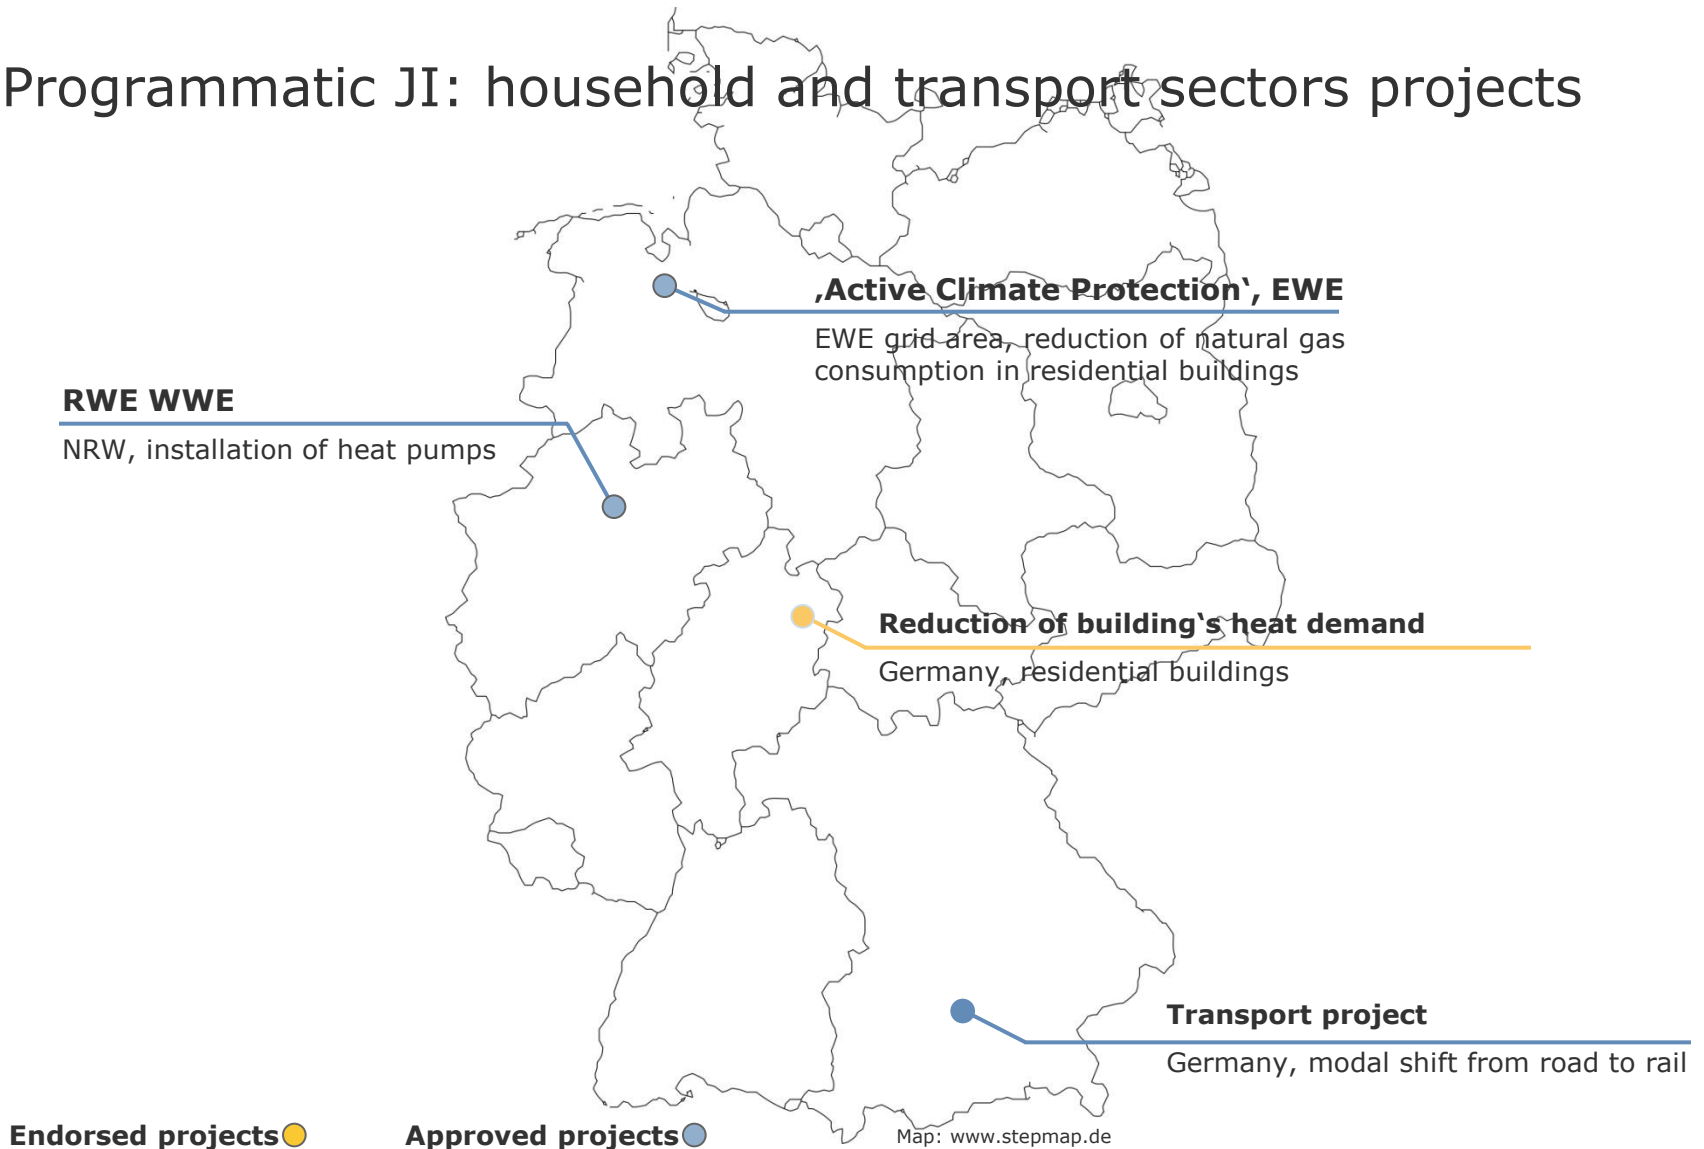 Programmatic JI: household and transport sectors projects
‚Active Climate Protection‘, EWE
EWE grid area, reduction of natural gas
consumption in residential buildings
RWE WWE
NRW, installation of heat pumps
Reduction of building‘s heat demand
Germany, residential buildings
Transport project
Germany, modal shift from road to rail
Endorsed projects
Approved projects
Map: www.stepmap.de